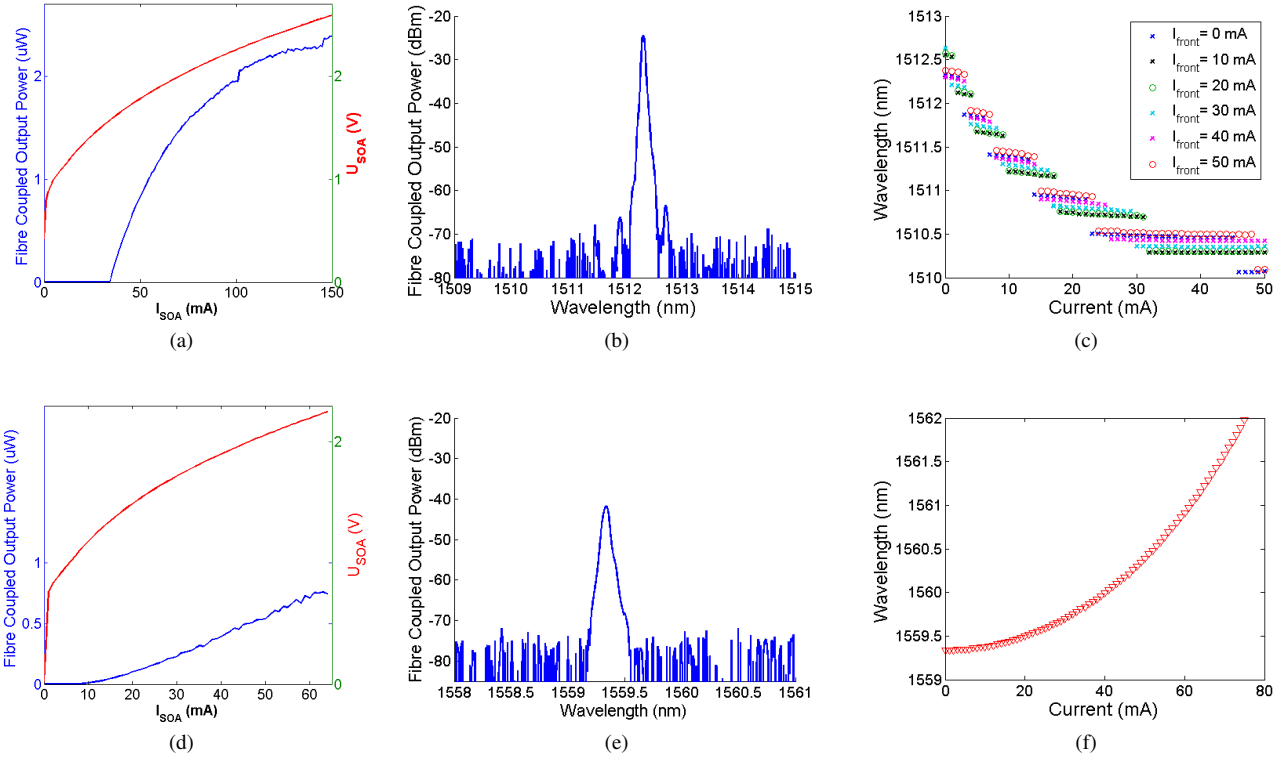 Fibre Coupled Output Power (uW)
2
1
0
0
50
100
150
I_SOA (mA)
2
1
0
U_SOA (V)
(a)
Fibre Coupled Output Power (dBm)
-20
-30
-40
-50
-60
-70
-80
1509
1510
1511
1512
1513
1514
1515
Wavelength (nm)
(b)
Wavelength (nm)
1513
1512.5
1512
1511.5
1511
1510.5
1510
0
10
20
30
40
50
Current (mA)
I_front = 0 mA
I_front = 10 mA
I_front = 20 mA
I_front = 30 mA
I_front = 40 mA
I_front = 50 mA
(c)
Fibre Coupled Output Power (uW)
1
0.5
0
0
10
20
30
40
50
60
I_SOA (mA)
2
1
0
U_SOA (V)
(d)
Fibre Coupled Output Power (dBm)
-20
-30
-40
-50
-60
-70
-80
1558
1558.5
1559
1559.5
1560
1560.5
1561
Wavelength (nm)
(e)
Wavelength (nm)
1562
1561.5
1561
1560.5
1560
1559.5
1559
0
20
40
60
80
Current (mA)
(f)